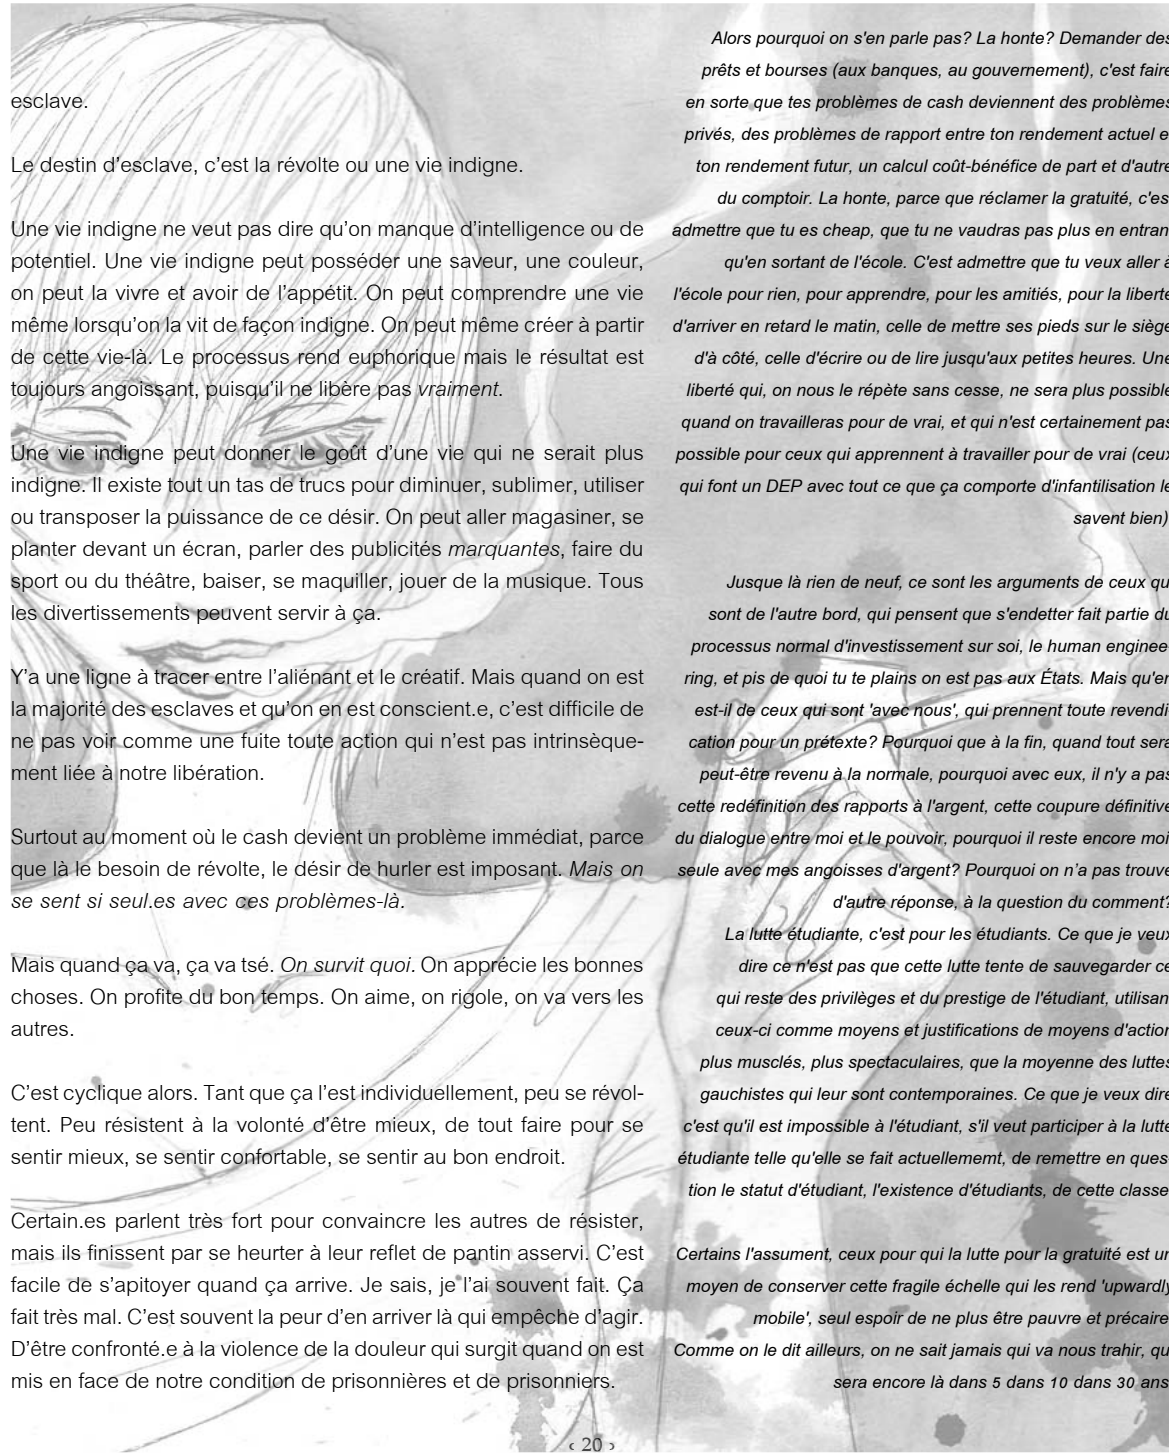 esclave.
Le destin d’esclave, c’est la révolte ou une vie indigne.
Une vie indigne ne veut pas dire qu’on manque d’intelligence ou de
potentiel. Une vie indigne peut posséder une saveur, une couleur,
on peut la vivre et avoir de l’appétit. On peut comprendre une vie
même lorsqu’on la vit de façon indigne. On peut même créer à partir
de cette vie-là. Le processus rend euphorique mais le résultat est
toujours angoissant, puisqu’il ne libère pas vraiment.
Une vie indigne peut donner le goût d’une vie qui ne serait plus
indigne. Il existe tout un tas de trucs pour diminuer, sublimer, utiliser
ou transposer la puissance de ce désir. On peut aller magasiner, se
planter devant un écran, parler des publicités marquantes, faire du
sport ou du théâtre, baiser, se maquiller, jouer de la musique. Tous
les divertissements peuvent servir à ça.
Y’a une ligne à tracer entre l’aliénant et le créatif. Mais quand on est
la majorité des esclaves et qu’on en est conscient.e, c’est difficile de
ne pas voir comme une fuite toute action qui n’est pas intrinsèque-
ment liée à notre libération.
Surtout au moment où le cash devient un problème immédiat, parce
que là le besoin de révolte, le désir de hurler est imposant. Mais on
se sent si seul.es avec ces problèmes-là.
Mais quand ça va, ça va tsé. On survit quoi. On apprécie les bonnes
choses. On profite du bon temps. On aime, on rigole, on va vers les
autres.
C’est cyclique alors. Tant que ça l’est individuellement, peu se révol-
tent. Peu résistent à la volonté d’être mieux, de tout faire pour se
sentir mieux, se sentir confortable, se sentir au bon endroit.
Certain.es parlent très fort pour convaincre les autres de résister,
mais ils finissent par se heurter à leur reflet de pantin asservi. C’est
facile de s’apitoyer quand ça arrive. Je sais, je l’ai souvent fait. Ça
fait très mal. C’est souvent la peur d’en arriver là qui empêche d’agir.
D’être confronté.e à la violence de la douleur qui surgit quand on est
mis en face de notre condition de prisonnières et de prisonniers.
Alors pourquoi on s'en parle pas? La honte? Demander des
prêts et bourses (aux banques, au gouvernement), c'est faire
en sorte que tes problèmes de cash deviennent des problèmes
privés, des problèmes de rapport entre ton rendement actuel e
ton rendement futur, un calcul coût-bénéfice de part et d'autre
du comptoir. La honte, parce que réclamer la gratuité, c'es
admettre que tu es cheap, que tu ne vaudras pas plus en entran
qu'en sortant de l'école. C'est admettre que tu veux aller à
l'école pour rien, pour apprendre, pour les amitiés, pour la liberté
d'arriver en retard le matin, celle de mettre ses pieds sur le siège
d'à côté, celle d'écrire ou de lire jusqu'aux petites heures. Une
liberté qui, on nous le répète sans cesse, ne sera plus possible
quand on travailleras pour de vrai, et qui n'est certainement pas
possible pour ceux qui apprennent à travailler pour de vrai (ceux
qui font un DEP avec tout ce que ça comporte d'infantilisation le
savent bien)
Jusque là rien de neuf, ce sont les arguments de ceux qu
sont de l'autre bord, qui pensent que s'endetter fait partie du
processus normal d'investissement sur soi, le human enginee-
ring, et pis de quoi tu te plains on est pas aux États. Mais qu'en
est-il de ceux qui sont 'avec nous', qui prennent toute revendi-
cation pour un prétexte? Pourquoi que à la fin, quand tout sera
peut-être revenu à la normale, pourquoi avec eux, il n'y a pas
cette redéfinition des rapports à l'argent, cette coupure définitive
du dialogue entre moi et le pouvoir, pourquoi il reste encore moi
seule avec mes angoisses d'argent? Pourquoi on n’a pas trouve
d'autre réponse, à la question du comment?
La lutte étudiante, c'est pour les étudiants. Ce que je veux
dire ce n'est pas que cette lutte tente de sauvegarder ce
qui reste des privilèges et du prestige de l'étudiant, utilisan
ceux-ci comme moyens et justifications de moyens d'action
plus musclés, plus spectaculaires, que la moyenne des luttes
gauchistes qui leur sont contemporaines. Ce que je veux dire
c'est qu'il est impossible à l'étudiant, s'il veut participer à la lutte
étudiante telle qu'elle se fait actuellememt, de remettre en ques-
tion le statut d'étudiant, l'existence d'étudiants, de cette classe
Certains l'assument, ceux pour qui la lutte pour la gratuité est un
moyen de conserver cette fragile échelle qui les rend 'upwardly
mobile', seul espoir de ne plus être pauvre et précaire
Comme on le dit ailleurs, on ne sait jamais qui va nous trahir, qu
sera encore là dans 5 dans 10 dans 30 ans
‹ 20 ›